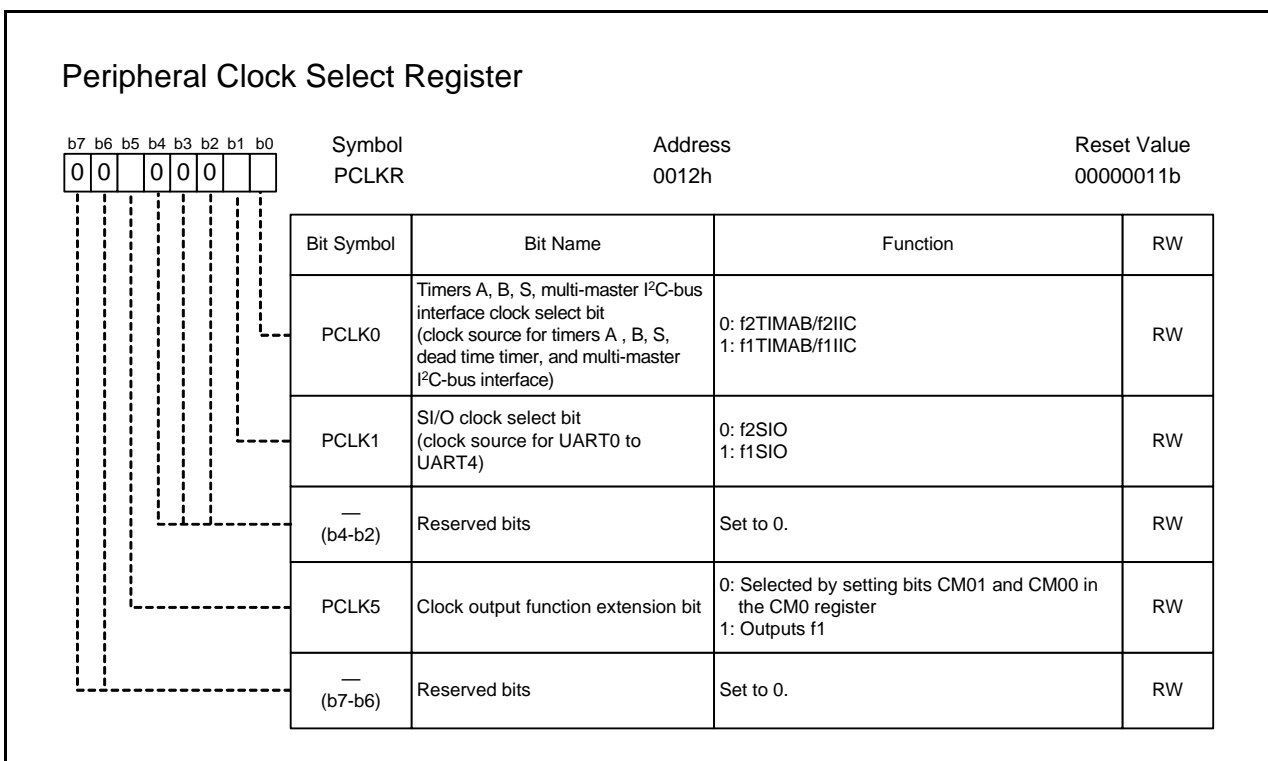 Peripheral Clock Select Register
b7 b6 b5 b4 b3 b2 b1 b0
0 0 0 0 0
Symbol Address Reset Value
PCLKR 0012h 00000011b
Bit Symbol Bit Name Function RW
PCLK0
Timers A, B, S, multi-master I²C-bus
interface clock select bit
(clock source for timers A , B, S,
dead time timer, and multi-master
I²C-bus interface)
0: f2TIMAB/f2IIC
1: f1TIMAB/f1IIC
RW
PCLK1
SI/O clock select bit
(clock source for UART0 to
UART4)
0: f2SIO
1: f1SIO
RW
—
(b4-b2)
Reserved bits
Set to 0.
RW
PCLK5
Clock output function extension bit
0: Selected by setting bits CM01 and CM00 in
the CM0 register
1: Outputs f1
RW
—
(b7-b6)
Reserved bits
Set to 0.
RW